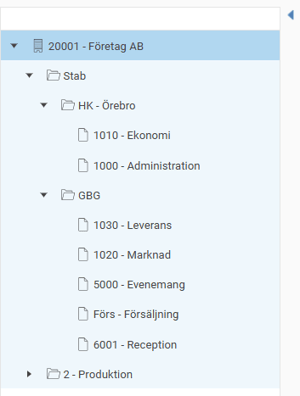 20001 - Företag AB
Stab
HK - Örebro
1010 - Ekonomi
1000 - Administration
GBG
1030 - Leverans
1020 - Marknad
5000 - Evenemang
Förs - Försäljning
6001 - Reception
2 - Produktion